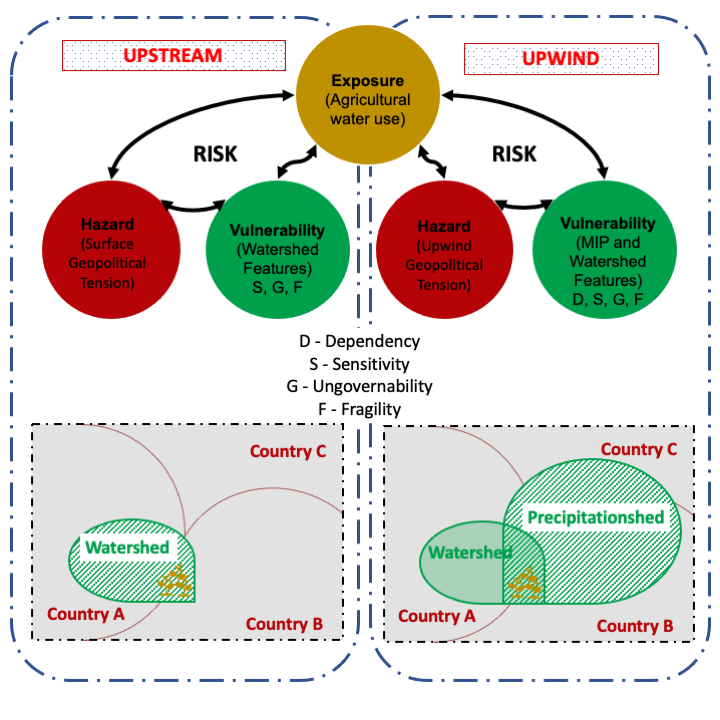 UPSTREAM
UPWIND
Exposure
(Agricultural
water use)
RISK
RISK
Hazard
(Surface
Geopolitical
Tension)
Vulnerability
(Watershed
Features)
S, G, F
Hazard
(Upwind
Geopolitical
Tension)
Vulnerability
(MIP and
Watershed
Features)
D, S, G, F
D - Dependency
S - Sensitivity
G - Ungovernability
F - Fragility
Country C
Watershed
Country A
Country B
Country C
Precipitationshed
Watershed
Country A
Country B